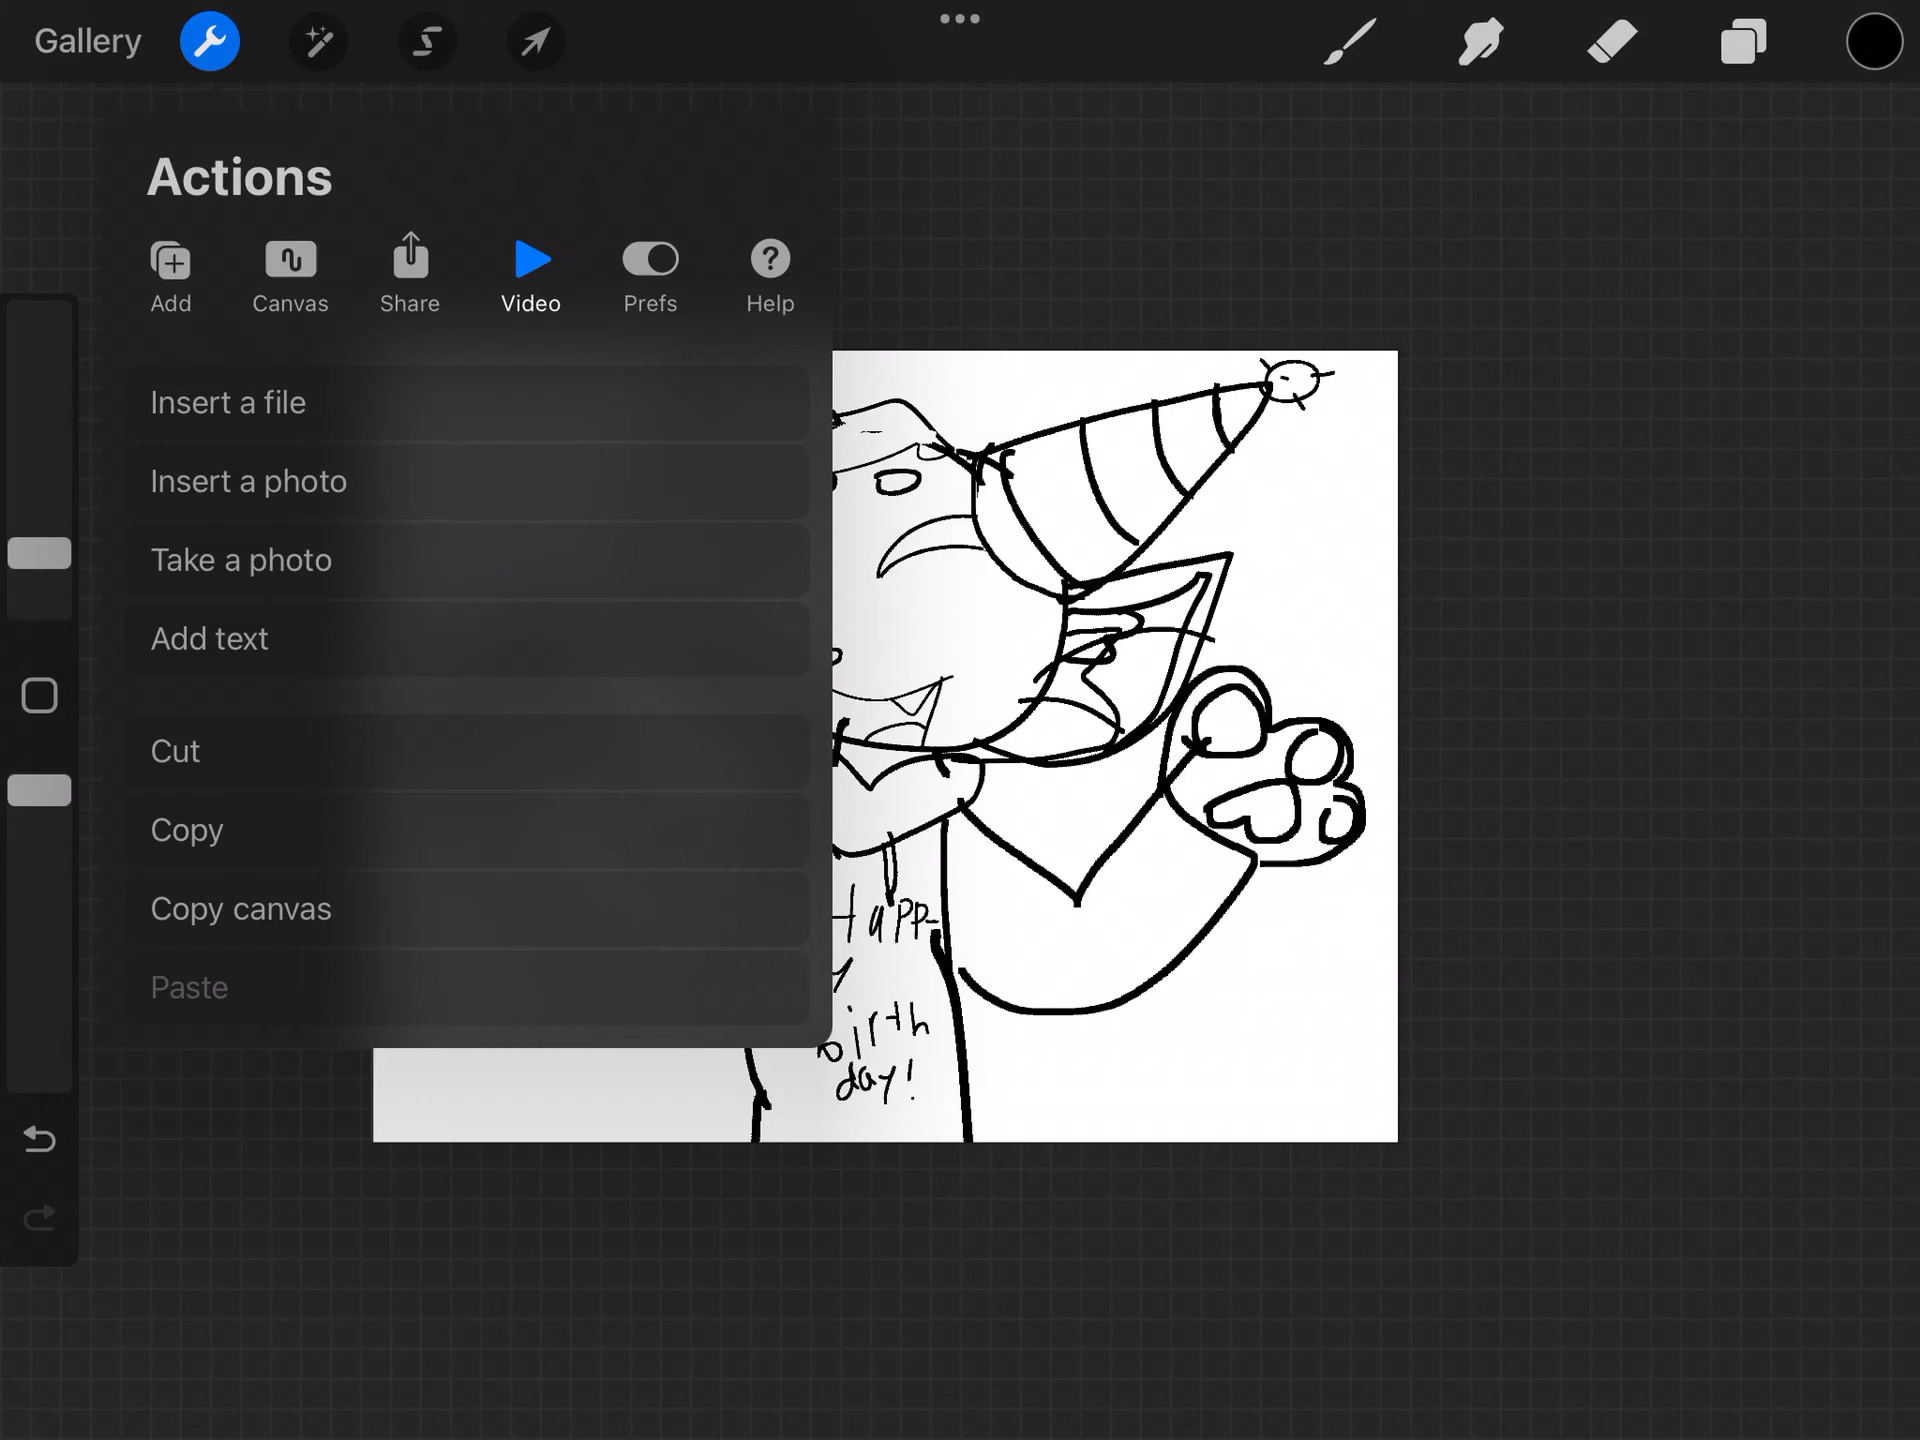 Gallery
Actions
Add Canvas Share Video Prefs Help
Insert a file
Insert a photo
Take a photo
Add text
Cut
Copy
Copy canvas
Paste
Happ-
y
Birth
day!